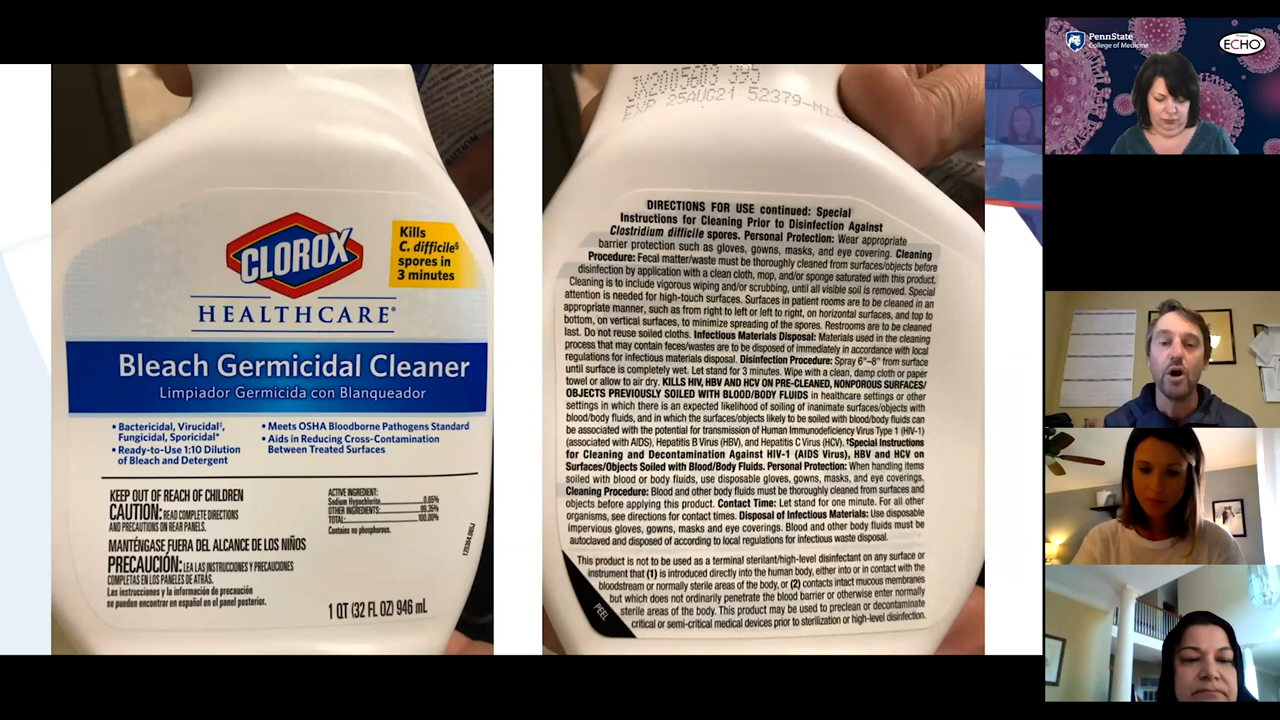 CLOROX
HEALTHCARE®
Kills
C. difficile§
spores in
3 minutes
Bleach Germicidal Cleaner
Limpiador Germicida con Blanqueador
▪ Bactericidal, Virucidal‡,
Fungicidal, Sporicidal*
▪ Ready-to-Use 1:10 Dilution
of Bleach and Detergent
▪ Meets OSHA Bloodborne Pathogens Standard
▪ Aids in Reducing Cross-Contamination
Between Treated Surfaces
KEEP OUT OF REACH OF CHILDREN
CAUTION: READ COMPLETE DIRECTIONS
AND PRECAUTIONS ON REAR PANELS.
MANTÉNGASE FUERA DEL ALCANCE DE LOS NIÑOS
PRECAUCIÓN: LEA LAS INSTRUCCIONES Y PRECAUCIONES
COMPLETAS EN LOS PANELES DE ATRÁS.
Las instrucciones y la información de precaución
se pueden encontrar en español en el panel posterior.
ACTIVE INGREDIENT:
Sodium Hypochlorite 0.65%
OTHER INGREDIENTS: 99.35%
TOTAL: 100.00%
Contains no phosphorous.
1 QT (32 FL OZ) 946 mL
JN2005603 395
EXP 25AUG21 52379-MI
DIRECTIONS FOR USE continued: Special
Instructions for Cleaning Prior to Disinfection Against
Clostridium difficile spores. Personal Protection: Wear appropriate
barrier protection such as gloves, gowns, masks, and eye covering. Cleaning
Procedure: Fecal matter/waste must be thoroughly cleaned from surfaces/objects before
disinfection by application with a clean cloth, mop, and/or sponge saturated with this product.
Cleaning is to include vigorous wiping and/or scrubbing, until all visible soil is removed. Special
attention is needed for high-touch surfaces. Surfaces in patient rooms are to be cleaned in an
appropriate manner, such as from right to left or left to right, on horizontal surfaces, and top to
bottom, on vertical surfaces, to minimize spreading of the spores. Restrooms are to be cleaned
last. Do not reuse soiled cloths. Infectious Materials Disposal: Materials used in the cleaning
process that may contain feces/wastes are to be disposed of immediately in accordance with local
regulations for infectious materials disposal. Disinfection Procedure: Spray 6"–8" from surface
until surface is completely wet. Let stand for 3 minutes. Wipe with a clean, damp cloth or paper
towel or allow to air dry. KILLS HIV, HBV AND HCV ON PRE-CLEANED, NONPOROUS SURFACES/
OBJECTS PREVIOUSLY SOILED WITH BLOOD/BODY FLUIDS in healthcare settings or other
settings in which there is an expected likelihood of soiling of inanimate surfaces/objects with
blood/body fluids, and in which the surfaces/objects likely to be soiled with blood/body fluids can
be associated with the potential for transmission of Human Immunodeficiency Virus Type 1 (HIV-1)
(associated with AIDS), Hepatitis B Virus (HBV), and Hepatitis C Virus (HCV). †Special Instructions
for Cleaning and Decontamination Against HIV-1 (AIDS Virus), HBV and HCV on
Surfaces/Objects Soiled with Blood/Body Fluids. Personal Protection: When handling items
soiled with blood or body fluids, use disposable gloves, gowns, masks, and eye coverings.
Cleaning Procedure: Blood and other body fluids must be thoroughly cleaned from surfaces and
objects before applying this product. Contact Time: Let stand for one minute. For all other
organisms, see directions for contact times. Disposal of Infectious Materials: Use disposable
impervious gloves, gowns, masks and eye coverings. Blood and other body fluids must be
autoclaved and disposed of according to local regulations for infectious waste disposal.
This product is not to be used as a terminal sterilant/high-level disinfectant on any surface or
instrument that (1) is introduced directly into the human body, either into or in contact with the
bloodstream or normally sterile areas of the body, or (2) contacts intact mucous membranes
but which does not ordinarily penetrate the blood barrier or otherwise enter normally
sterile areas of the body. This product may be used to preclean or decontaminate
critical or semi-critical medical devices prior to sterilization or high-level disinfection.
PEEL
PennState
College of Medicine
Project
ECHO